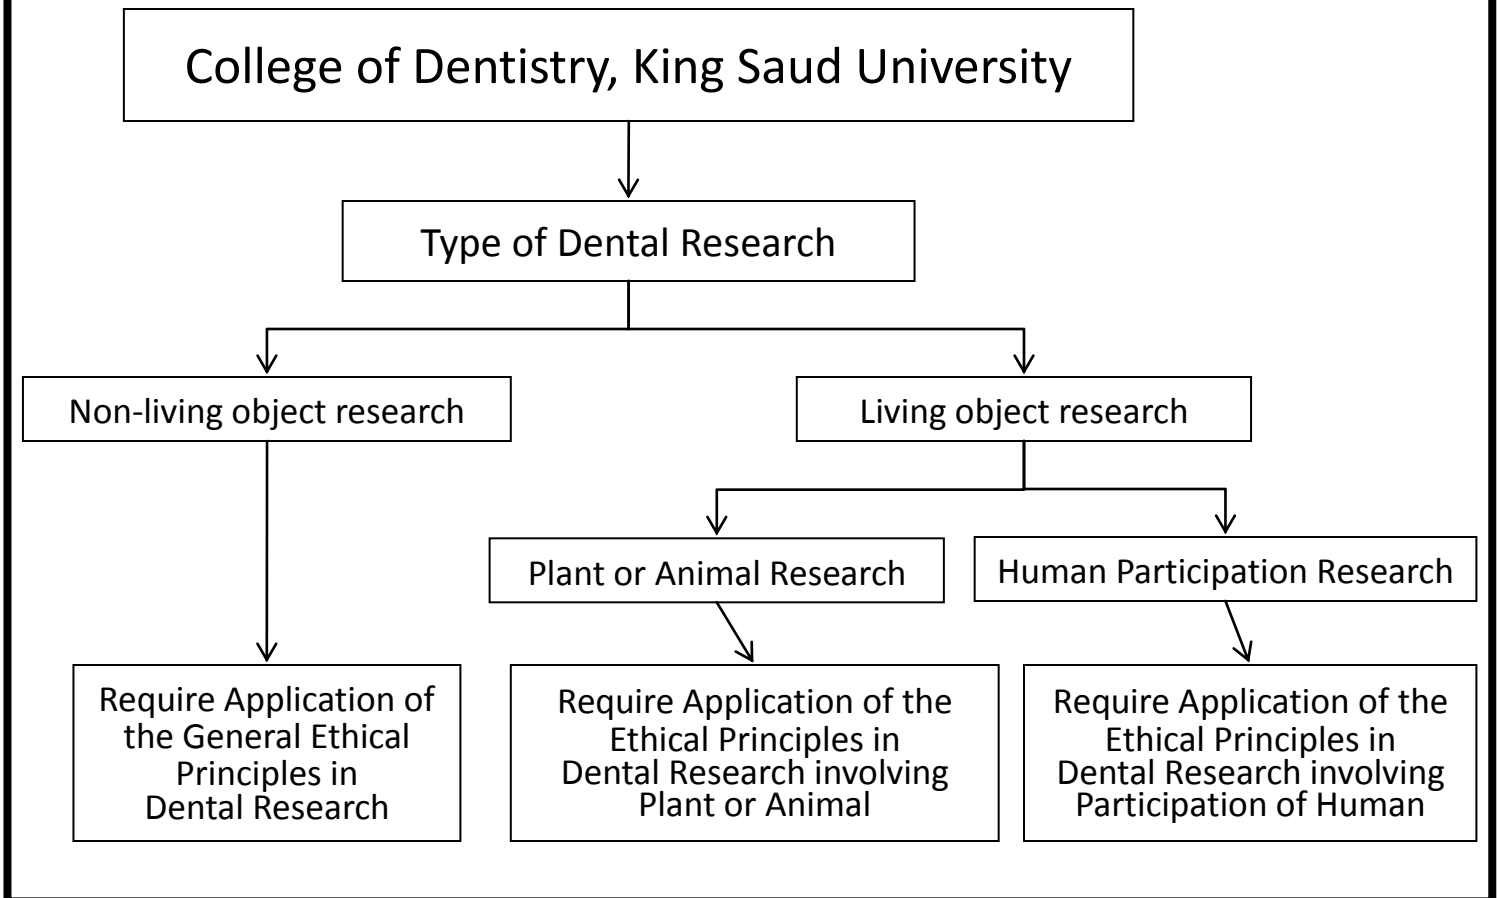 College of Dentistry, King Saud University
Type of Dental Research
Non-living object research
Living object research
Plant or Animal Research
Human Participation Research
Require Application of
the General Ethical
Principles in
Dental Research
Require Application of the
Ethical Principles in
Dental Research involving
Plant or Animal
Require Application of the
Ethical Principles in
Dental Research involving
Participation of Human